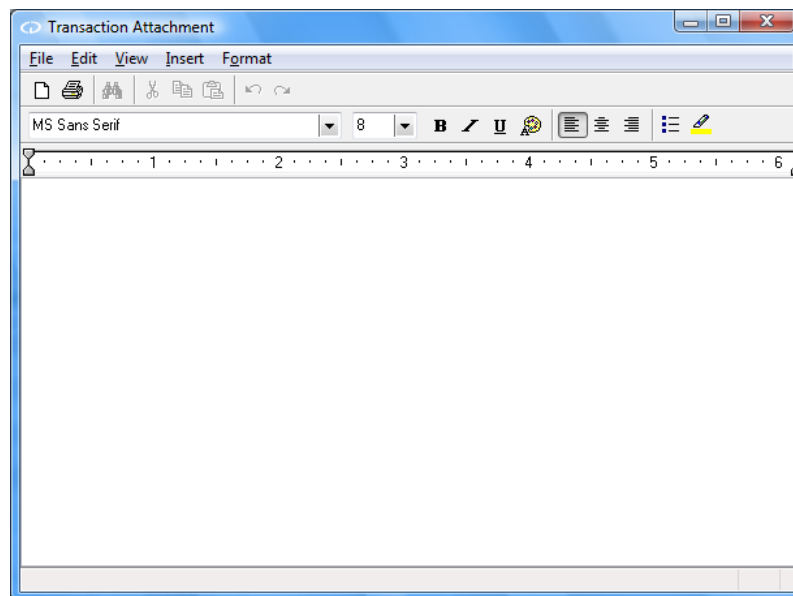 Transaction Attachment
File Edit View Insert Format
MS Sans Serif 8 B I U A
1 2 3 4 5 6